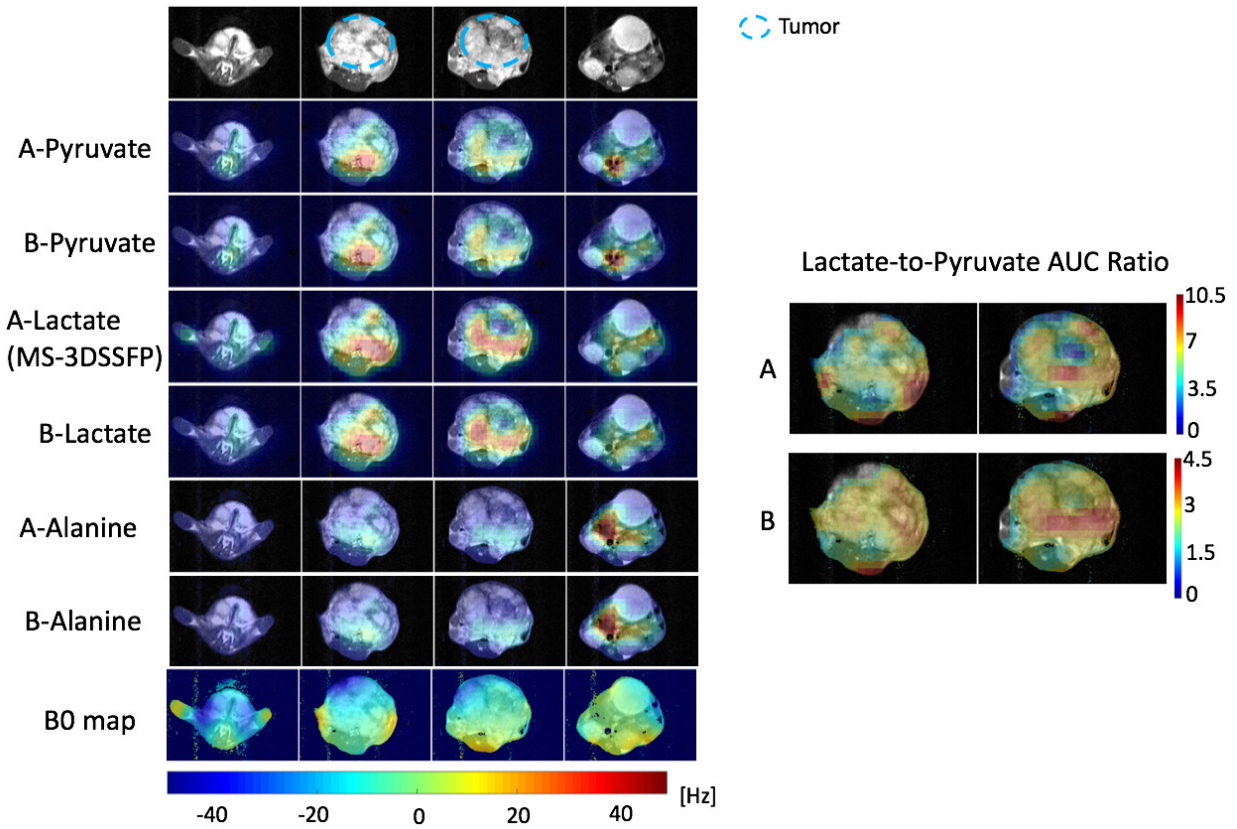 Tumor
A-Pyruvate
B-Pyruvate
A-Lactate
(MS-3DSSFP)
B-Lactate
A-Alanine
B-Alanine
B0 map
-40 -20 0 20 40 [Hz]
Lactate-to-Pyruvate AUC Ratio
A
10.5
7
3.5
0
B
4.5
3
1.5
0